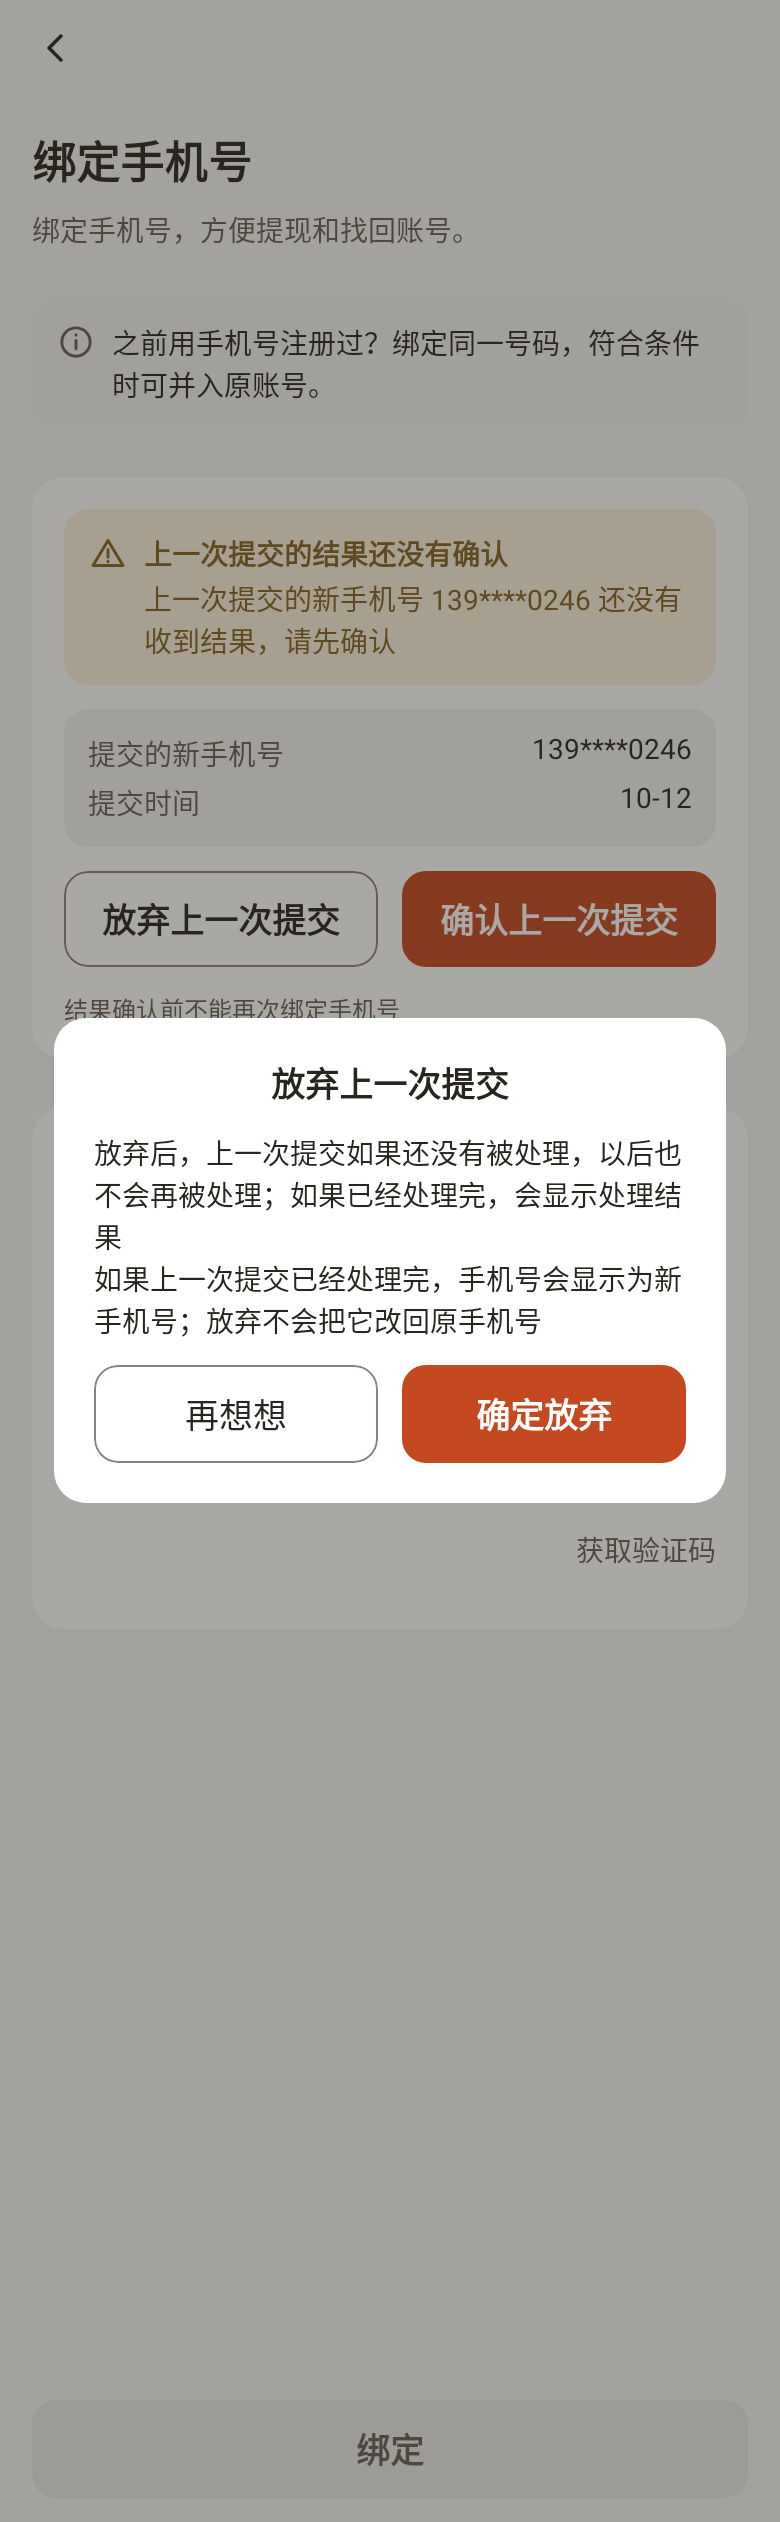 绑定手机号
绑定手机号，方便提现和找回账号。
之前用手机号注册过？绑定同一号码，符合条件
时可并入原账号。
上一次提交的结果还没有确认
上一次提交的新手机号 139****0246 还没有
收到结果，请先确认
提交的新手机号 139****0246
提交时间 10-12
放弃上一次提交 确认上一次提交
结果确认前不能再次绑定手机号
放弃上一次提交
放弃后，上一次提交如果还没有被处理，以后也
不会再被处理；如果已经处理完，会显示处理结
果
如果上一次提交已经处理完，手机号会显示为新
手机号；放弃不会把它改回原手机号
再想想 确定放弃
获取验证码
绑定